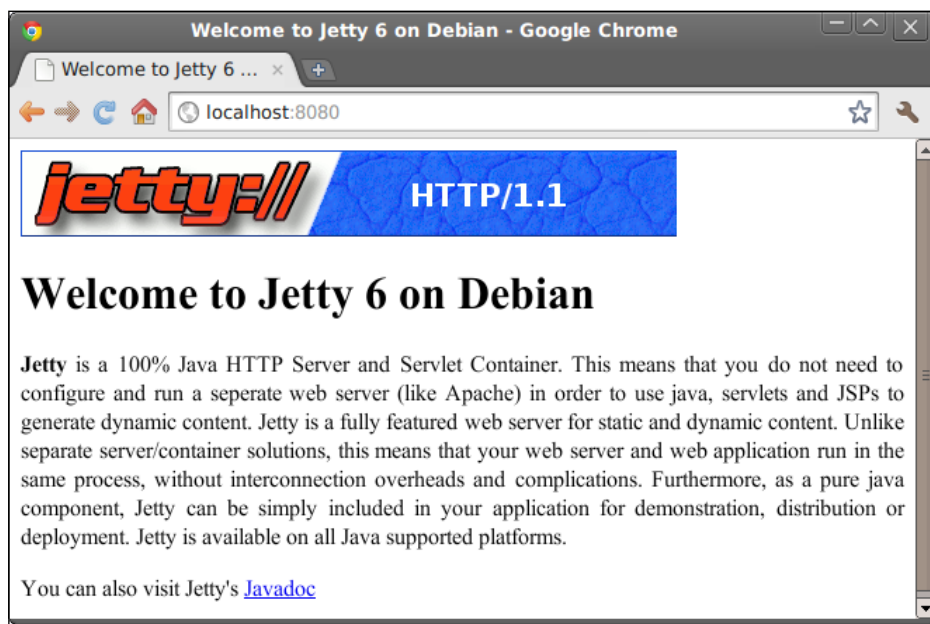 Welcome to Jetty 6 on Debian - Google Chrome
Welcome to Jetty 6 ...
localhost:8080
jetty:// HTTP/1.1
Welcome to Jetty 6 on Debian
Jetty is a 100% Java HTTP Server and Servlet Container. This means that you do not need to
configure and run a seperate web server (like Apache) in order to use java, servlets and JSPs to
generate dynamic content. Jetty is a fully featured web server for static and dynamic content. Unlike
separate server/container solutions, this means that your web server and web application run in the
same process, without interconnection overheads and complications. Furthermore, as a pure java
component, Jetty can be simply included in your application for demonstration, distribution or
deployment. Jetty is available on all Java supported platforms.
You can also visit Jetty's Javadoc